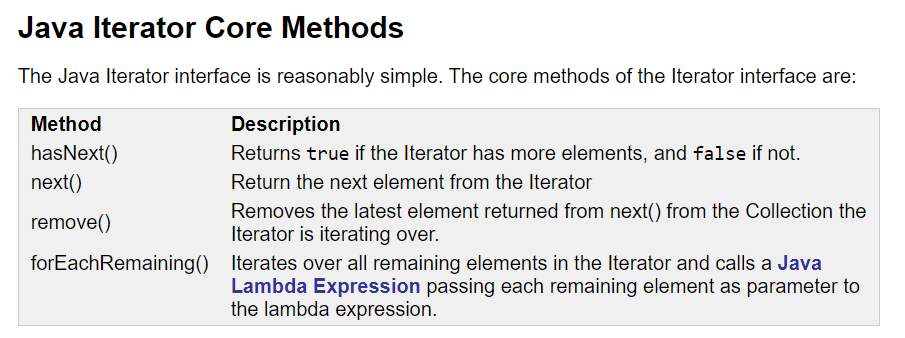 Java Iterator Core Methods
The Java Iterator interface is reasonably simple. The core methods of the Iterator interface are:
Method Description
hasNext() Returns true if the Iterator has more elements, and false if not.
next() Return the next element from the Iterator
remove() Removes the latest element returned from next() from the Collection the
Iterator is iterating over.
forEachRemaining() Iterates over all remaining elements in the Iterator and calls a Java
Lambda Expression passing each remaining element as parameter to
the lambda expression.